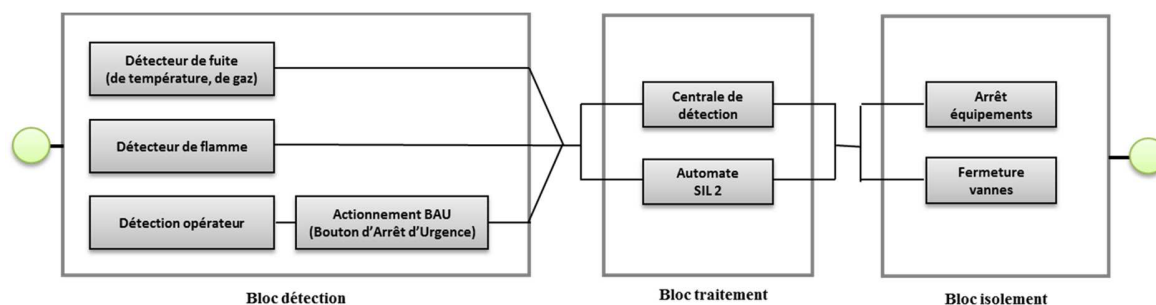 Détecteur de fuite
(de température, de gaz)
Détecteur de flamme
Détection opérateur
Actionnement BAU
(Bouton d'Arrêt d'Urgence)
Bloc détection
Centrale de
détection
Automate
SIL 2
Bloc traitement
Arrêt
équipements
Fermeture
vannes
Bloc isolement